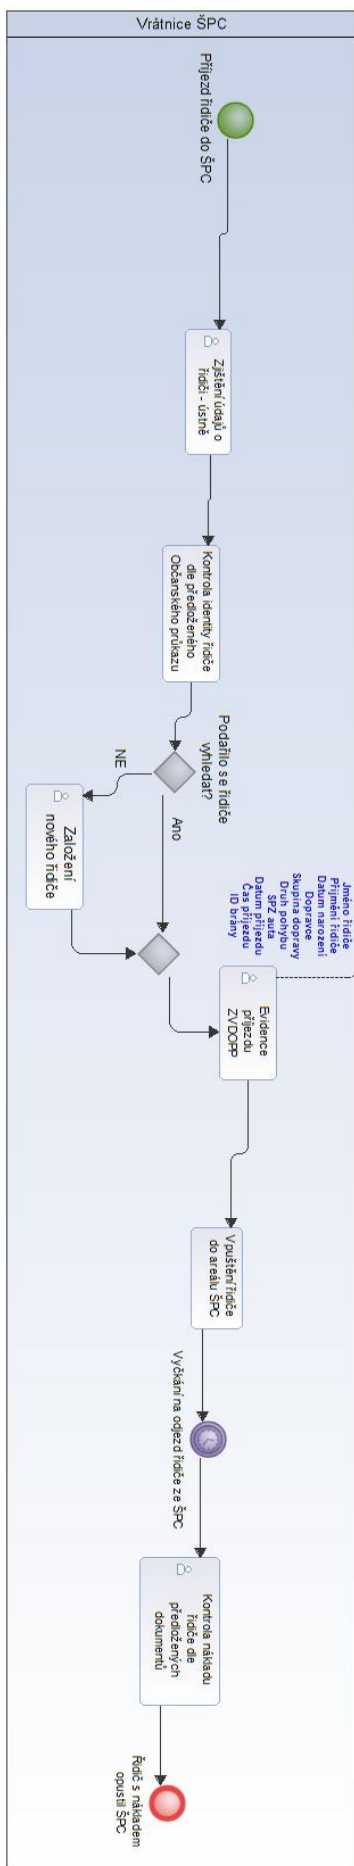 Vrátnice ŠPC
Příjezd řidiče do ŠPC
Zjištění údajů o
řidiči - ústně
Kontrola identity řidiče
dle předloženého
Občanského průkazu
Podařilo se řidiče
vyhledat?
NE
Ano
Založení
nového řidiče
Jméno řidiče
Přijmění řidiče
Datum narození
Dopravce
Skupina dopravy
Druh pohybu
SPZ auta
Datum příjezdu
Čas příjezdu
ID brány
Evidence
příjezdu
ZVDOPP
Vpuštění řidiče
do areálu ŠPC
Vyčkání na odjezd řidiče ze ŠPC
Kontrola nákladu
řidiče dle
předložených
dokumentů
Řidič s nákladem
opustil ŠPC